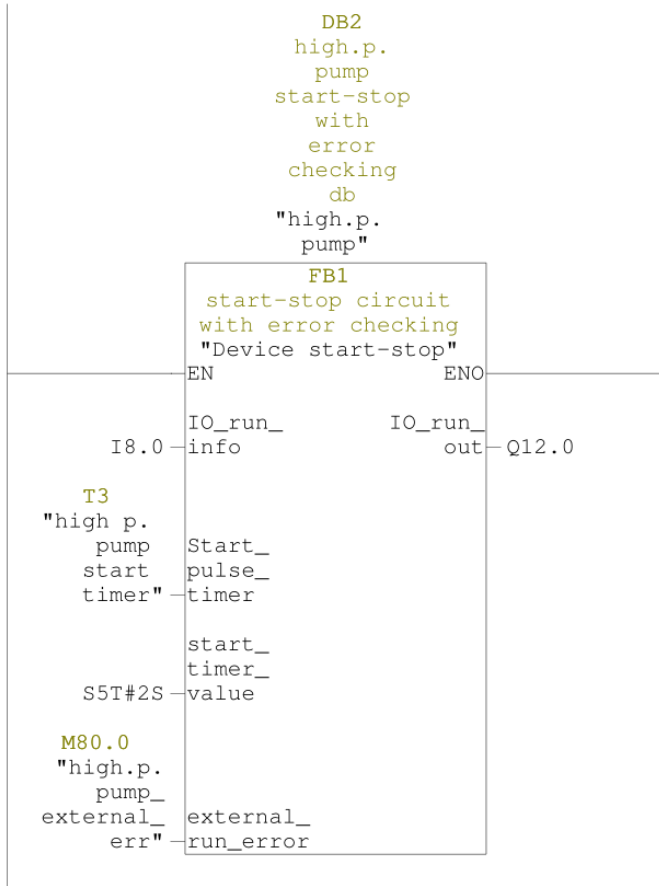 DB2
high.p.
pump
start-stop
with
error
checking
db
"high.p.
pump"
FB1
start-stop circuit
with error checking
"Device start-stop"
EN ENO
IO_run_ IO_run_
I8.0 info out Q12.0
T3
"high p.
pump Start_
start pulse_
timer" timer
start_
timer_
S5T#2S value
M80.0
"high.p.
pump_
external_ external_
err" run_error